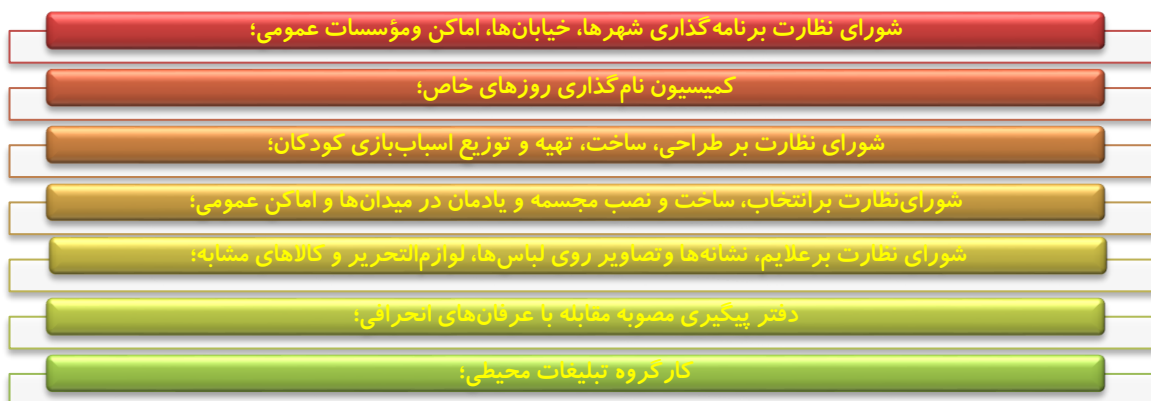 شورای نظارت برنامه گذاری شهرها، خیابان‌ها، اماکن ومؤسسات عمومی؛
کمیسیون نام‌گذاری روزهای خاص؛
شورای نظارت بر طراحی، ساخت، تهیه و توزیع اسباب‌بازی کودکان؛
شورای‌نظارت برانتخاب، ساخت و نصب مجسمه و یادمان در میدان‌ها و اماکن عمومی؛
شورای نظارت برعلایم، نشانه‌ها وتصاویر روی لباس‌ها، لوازم‌التحریر و کالاهای مشابه؛
دفتر پیگیری مصوبه مقابله با عرفان‌های انحرافی؛
کارگروه تبلیغات محیطی؛